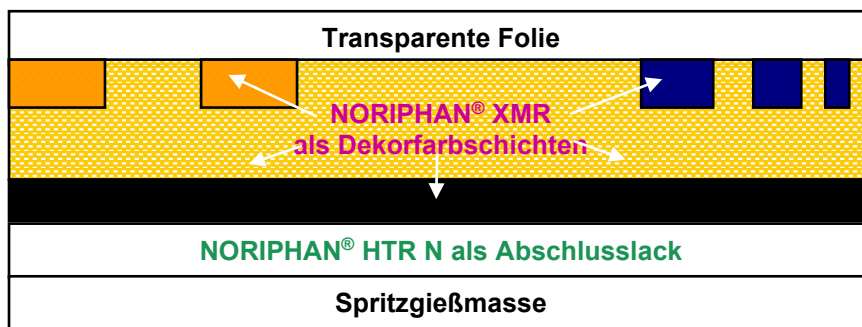 Transparente Folie
NORIPHAN® XMR
als Dekorfarbschichten
NORIPHAN® HTR N als Abschlusslack
Spritzgießmasse